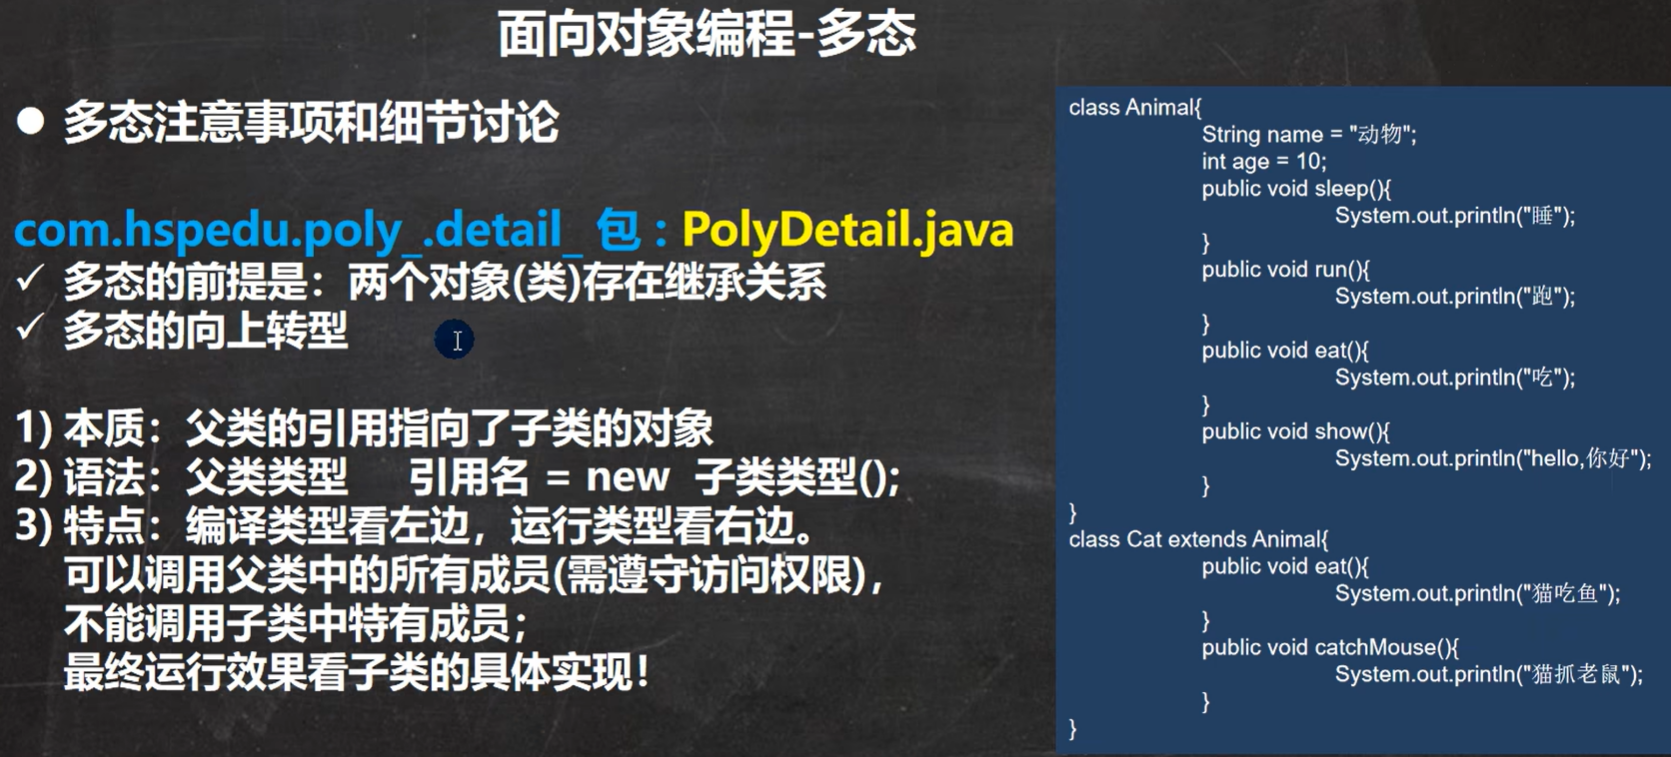 面向对象编程-多态
● 多态注意事项和细节讨论
com.hspedu.poly_.detail_ 包 : PolyDetail.java
✓ 多态的前提是：两个对象(类)存在继承关系
✓ 多态的向上转型
1) 本质：父类的引用指向了子类的对象
2) 语法：父类类型 引用名 = new 子类类型();
3) 特点：编译类型看左边，运行类型看右边。
可以调用父类中的所有成员(需遵守访问权限)，
不能调用子类中特有成员；
最终运行效果看子类的具体实现！
class Animal{
String name = "动物";
int age = 10;
public void sleep(){
System.out.println("睡");
}
public void run(){
System.out.println("跑");
}
public void eat(){
System.out.println("吃");
}
public void show(){
System.out.println("hello,你好");
}
}
class Cat extends Animal{
public void eat(){
System.out.println("猫吃鱼");
}
public void catchMouse(){
System.out.println("猫抓老鼠");
}
}